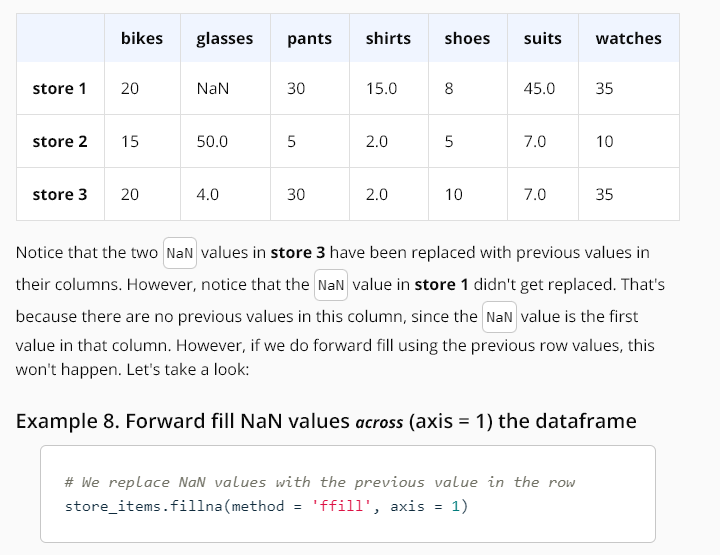 bikes glasses pants shirts shoes suits watches
store 1 20 NaN 30 15.0 8 45.0 35
store 2 15 50.0 5 2.0 5 7.0 10
store 3 20 4.0 30 2.0 10 7.0 35
Notice that the two NaN values in store 3 have been replaced with previous values in
their columns. However, notice that the NaN value in store 1 didn't get replaced. That's
because there are no previous values in this column, since the NaN value is the first
value in that column. However, if we do forward fill using the previous row values, this
won't happen. Let's take a look:
Example 8. Forward fill NaN values across (axis = 1) the dataframe
# We replace NaN values with the previous value in the row
store_items.fillna(method = 'ffill', axis = 1)